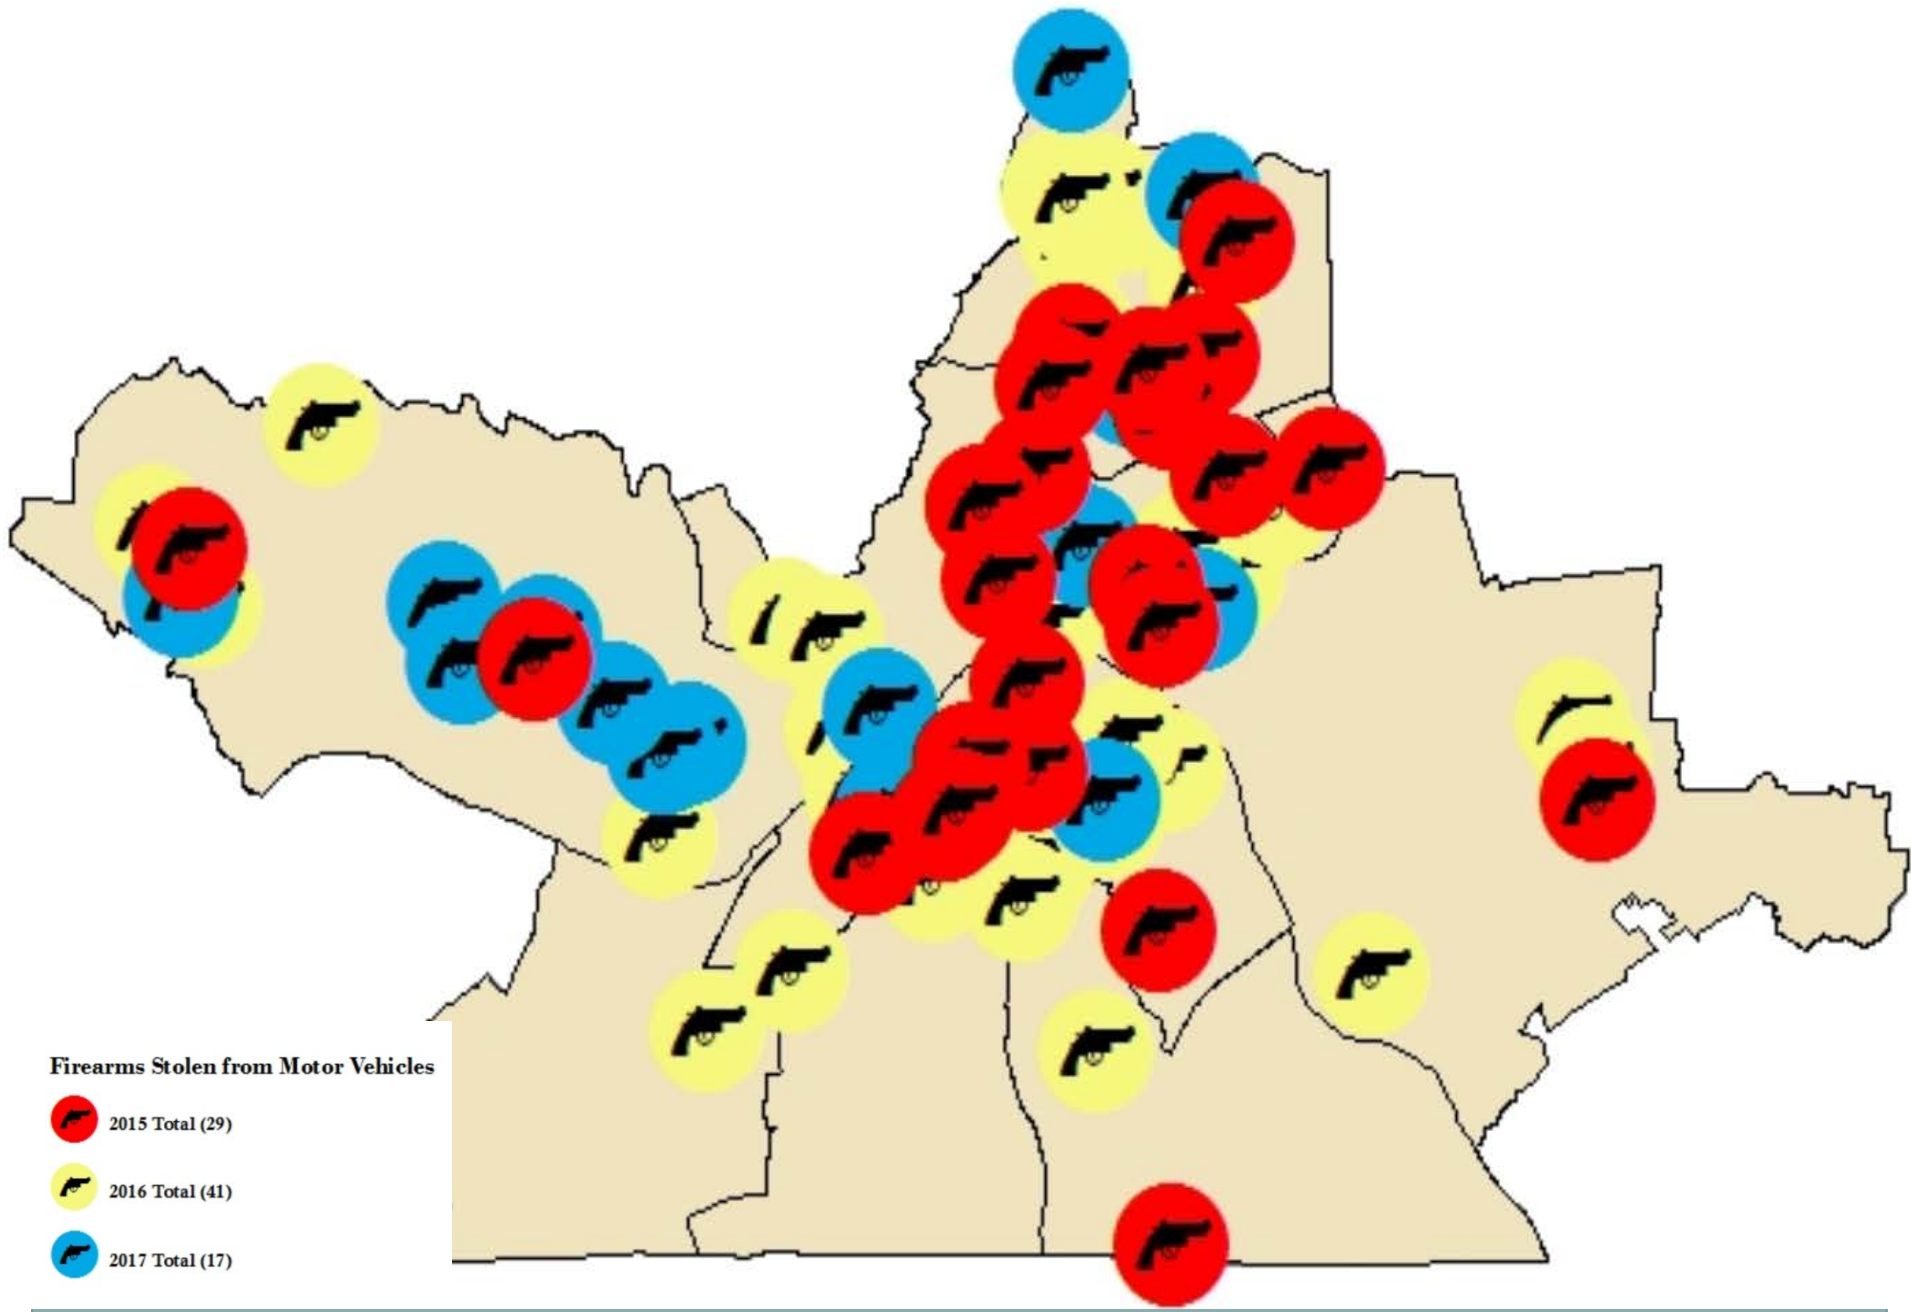 Firearms Stolen from Motor Vehicles
2015 Total (29)
2016 Total (41)
2017 Total (17)